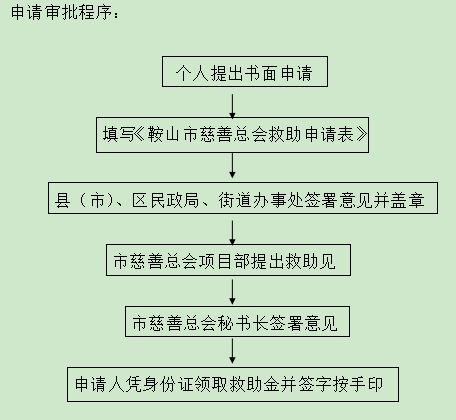 申请审批程序：
个人提出书面申请
填写《鞍山市慈善总会救助申请表》
县（市）、区民政局、街道办事处签署意见并盖章
市慈善总会项目部提出救助见
市慈善总会秘书长签署意见
申请人凭身份证领取救助金并签字按手印